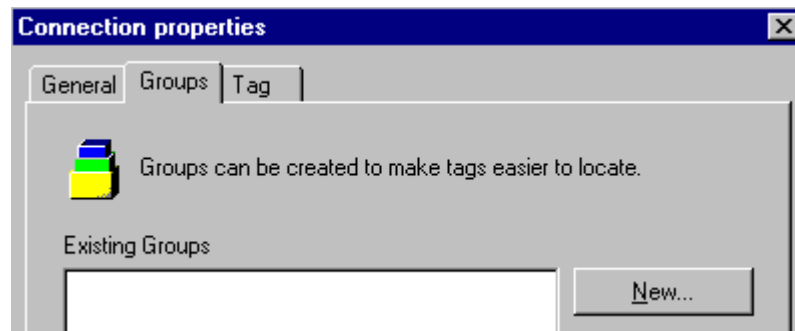 Connection properties
General Groups Tag
Groups can be created to make tags easier to locate.
Existing Groups
New...